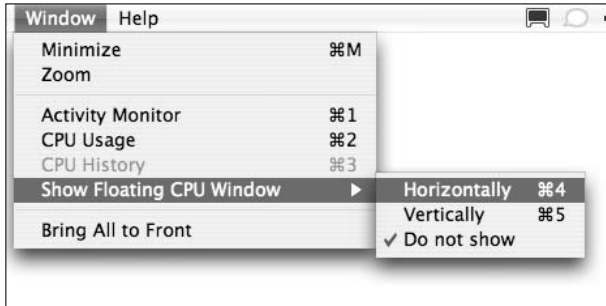 Window Help
Minimize ⌘M
Zoom
Activity Monitor ⌘1
CPU Usage ⌘2
CPU History ⌘3
Show Floating CPU Window ▶
Horizontally ⌘4
Vertically ⌘5
✓ Do not show
Bring All to Front